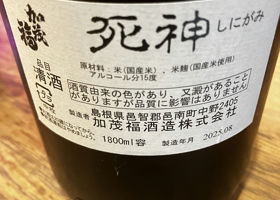 加茂福
死神 しにがみ
原材料：米(国産米)、米麹(国産米)
アルコール分15度
品目
清酒
酒質由来の色があり、又澱があること
がありますが品質に影響はありません
製造者 島根県邑智郡邑南町中野2405
加茂福酒造株式会社
1800ml容 製造年月 2025.08